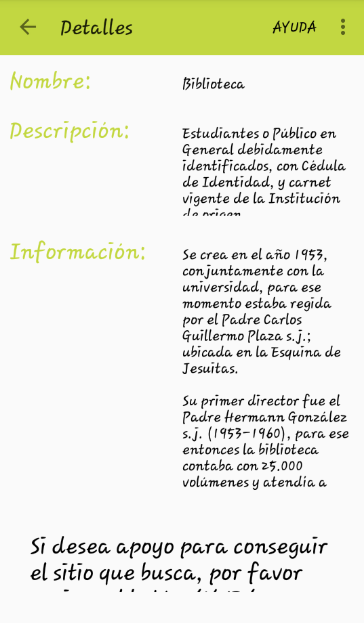 Detalles
AYUDA
Nombre:
Biblioteca
Descripción:
Estudiantes o Público en
General debidamente
identificados, con Cédula
de Identidad, y carnet
vigente de la Institución
de origen
Información:
Se crea en el año 1953,
conjuntamente con la
universidad, para ese
momento estaba regida
por el Padre Carlos
Guillermo Plaza s.j.;
ubicada en la Esquina de
Jesuitas.
Su primer director fue el
Padre Hermann González
s.j. (1953-1960), para ese
entonces la biblioteca
contaba con 25.000
volúmenes y atendía a
Si desea apoyo para conseguir
el sitio que busca, por favor